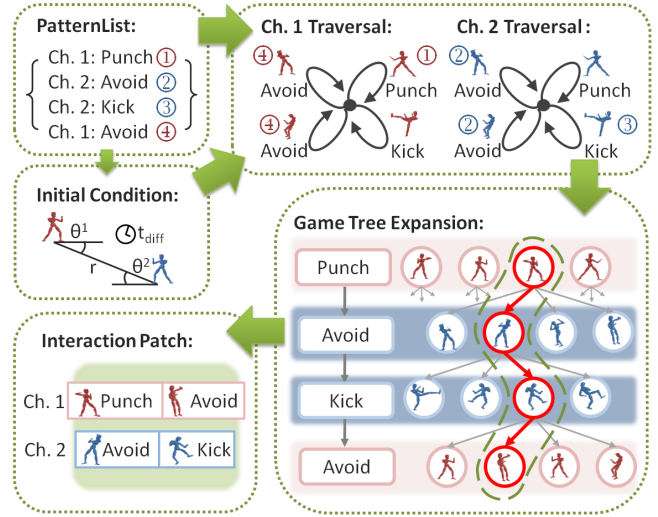 PatternList:
Ch. 1: Punch ①
Ch. 2: Avoid ②
Ch. 2: Kick ③
Ch. 1: Avoid ④
Ch. 1 Traversal:
④ ①
Avoid Punch
④
Avoid Kick
Ch. 2 Traversal:
②
Avoid Punch
② ③
Avoid Kick
Initial Condition:
θ¹ t_diff
r θ²
Game Tree Expansion:
Punch
Avoid
Kick
Avoid
Interaction Patch:
Ch. 1 Punch Avoid
Ch. 2 Avoid Kick